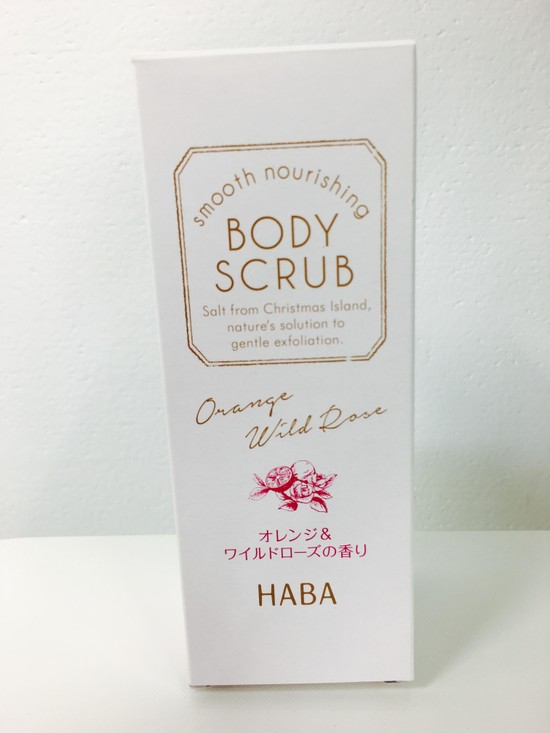 smooth nourishing
BODY
SCRUB
Salt from Christmas Island,
nature's solution to
gentle exfoliation.
Orange
Wild Rose
オレンジ&
ワイルドローズの香り
HABA